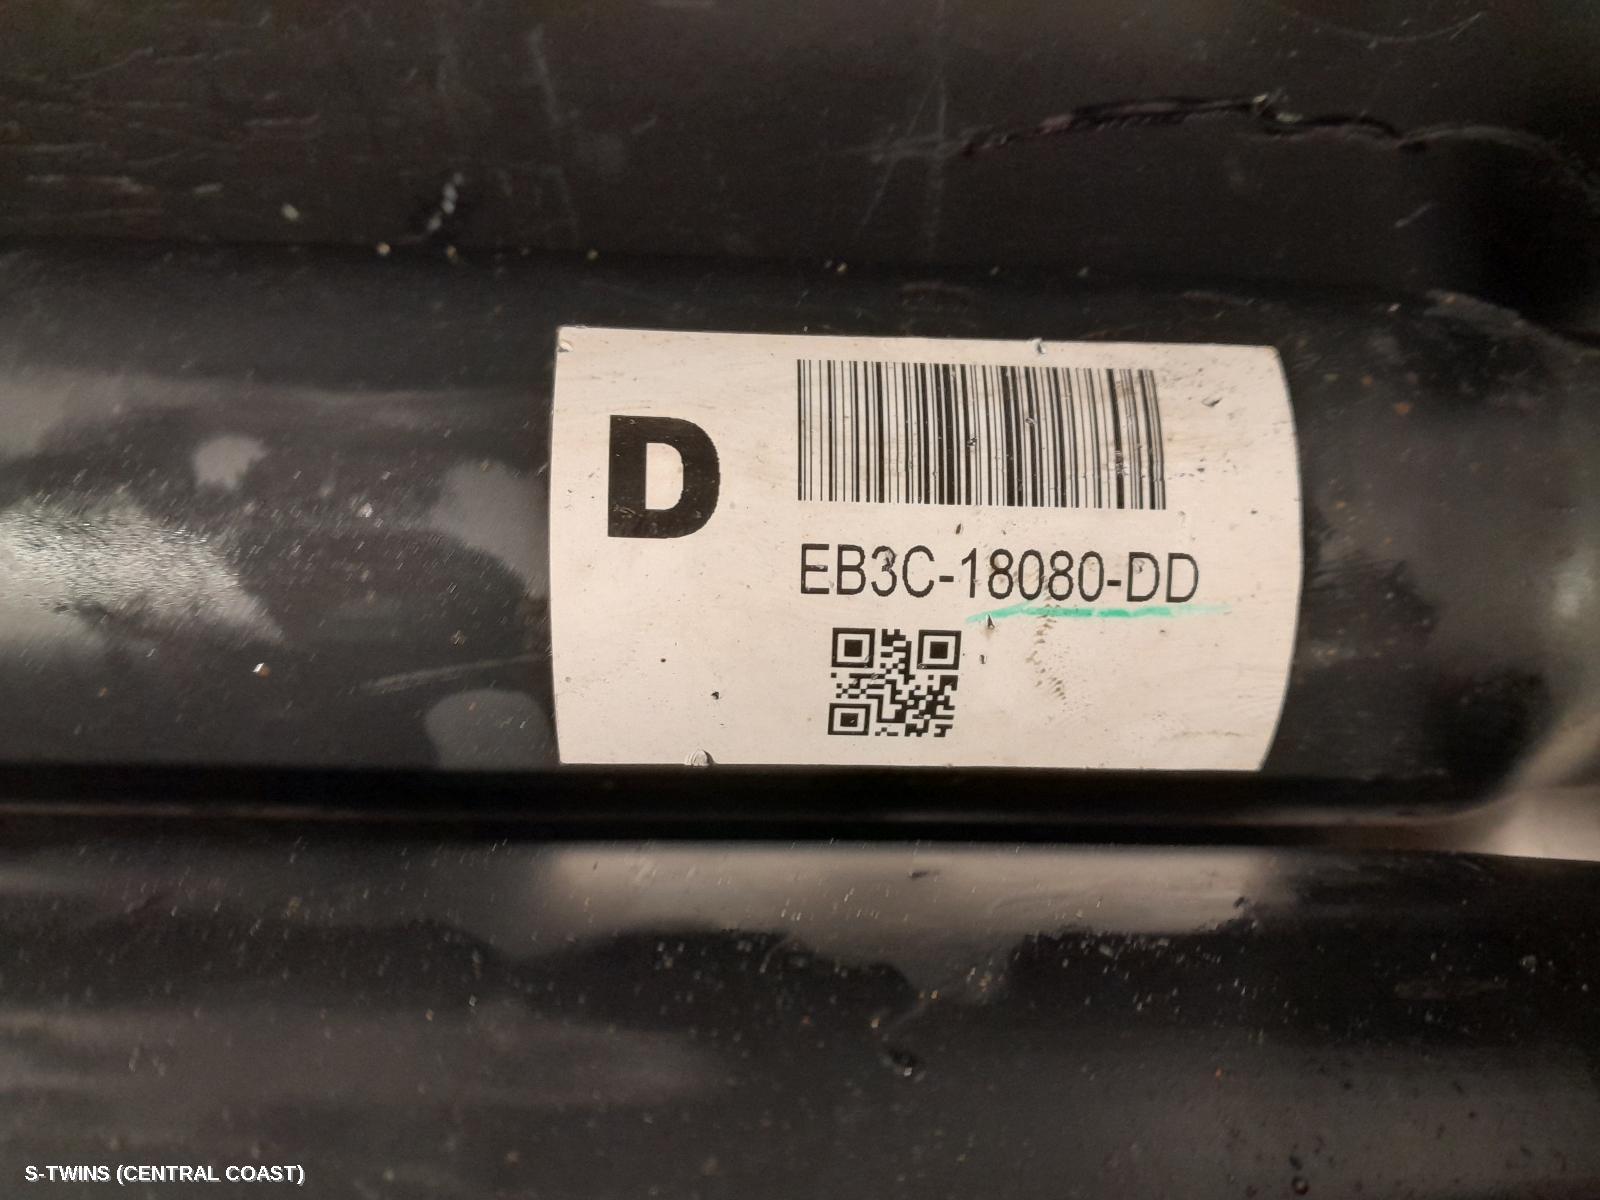 D
EB3C-18080-DD
S-TWINS (CENTRAL COAST)